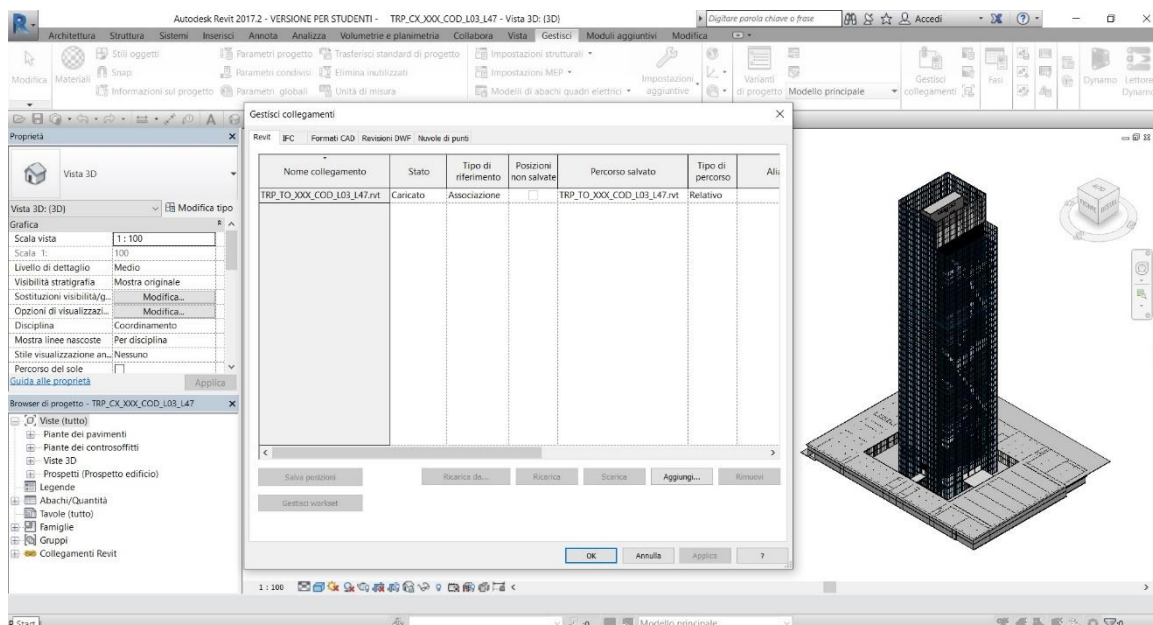 Autodesk Revit 2017.2 - VERSIONE PER STUDENTI - TRP_CX_XXX_COD_L03_L47 - Vista 3D: {3D}
Digitare parola chiave o frase
Accedi
Architettura Struttura Sistemi Inserisci Annota Analizza Volumetrie e planimetria Collabora Vista Gestisci Moduli aggiuntivi Modifica
Modifica
Materiali
Stili oggetti
Snap
Informazioni sul progetto
Parametri progetto
Parametri condivisi
Parametri globali
Trasferisci standard di progetto
Elimina inutilizzati
Unità di misura
Impostazioni strutturali
Impostazioni MEP
Modelli di abachi quadri elettrici
Impostazioni
aggiuntive
Varianti
di progetto
Modello principale
Gestisci
collegamenti
Fasi
Dynamo
Lettore
Dynamo
Proprietà
Vista 3D
Vista 3D: {3D}
Modifica tipo
Grafica
Scala vista 1 : 100
Scala 1: 100
Livello di dettaglio Medio
Visibilità stratigrafia Mostra originale
Sostituzioni visibilità/g... Modifica...
Opzioni di visualizzazi... Modifica...
Disciplina Coordinamento
Mostra linee nascoste Per disciplina
Stile visualizzazione an... Nessuno
Percorso del sole
Guida alle proprietà Applica
Browser di progetto - TRP_CX_XXX_COD_L03_L47
Viste (tutto)
Piante dei pavimenti
Piante dei controsoffitti
Viste 3D
Prospetti (Prospetto edificio)
Legende
Abachi/Quantità
Tavole (tutto)
Famiglie
Gruppi
Collegamenti Revit
Gestisci collegamenti
Revit IFC Formati CAD Revisioni DWF Nuvole di punti
Nome collegamento Stato Tipo di riferimento Posizioni non salvate Percorso salvato Tipo di percorso Alia
TRP_TO_XXX_COD_L03_L47.rvt Caricato Associazione TRP_TO_XXX_COD_L03_L47.rvt Relativo
Salva posizioni Ricarica da... Ricarica Scarica Aggiungi... Rimuovi
Gestisci workset
OK Annulla Applica ?
1 : 100
Start
:0 Modello principale
:0